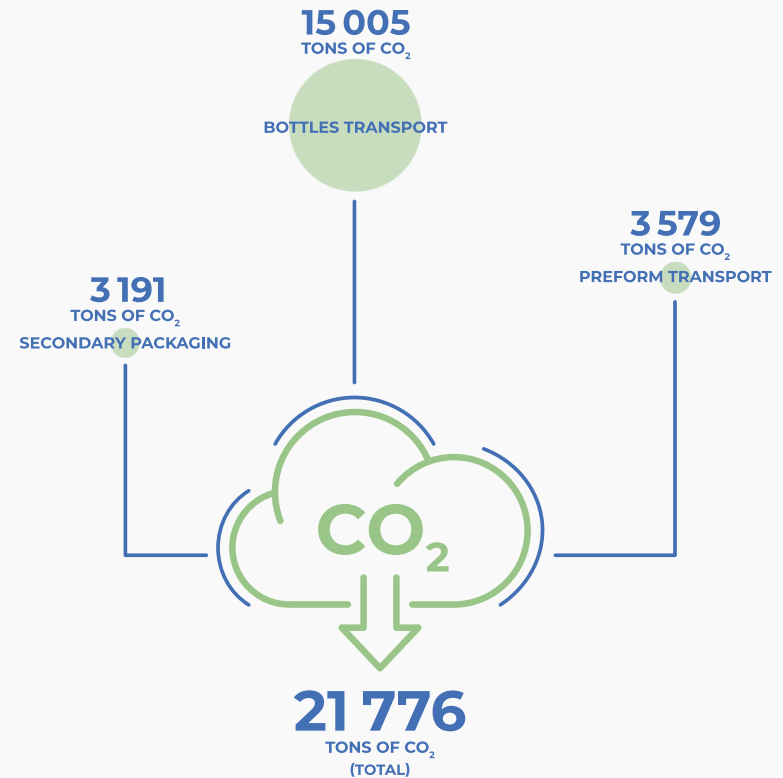 15 005
TONS OF CO₂
BOTTLES TRANSPORT
3 579
TONS OF CO₂
PREFORM TRANSPORT
3 191
TONS OF CO₂
SECONDARY PACKAGING
CO₂
21 776
TONS OF CO₂
(TOTAL)